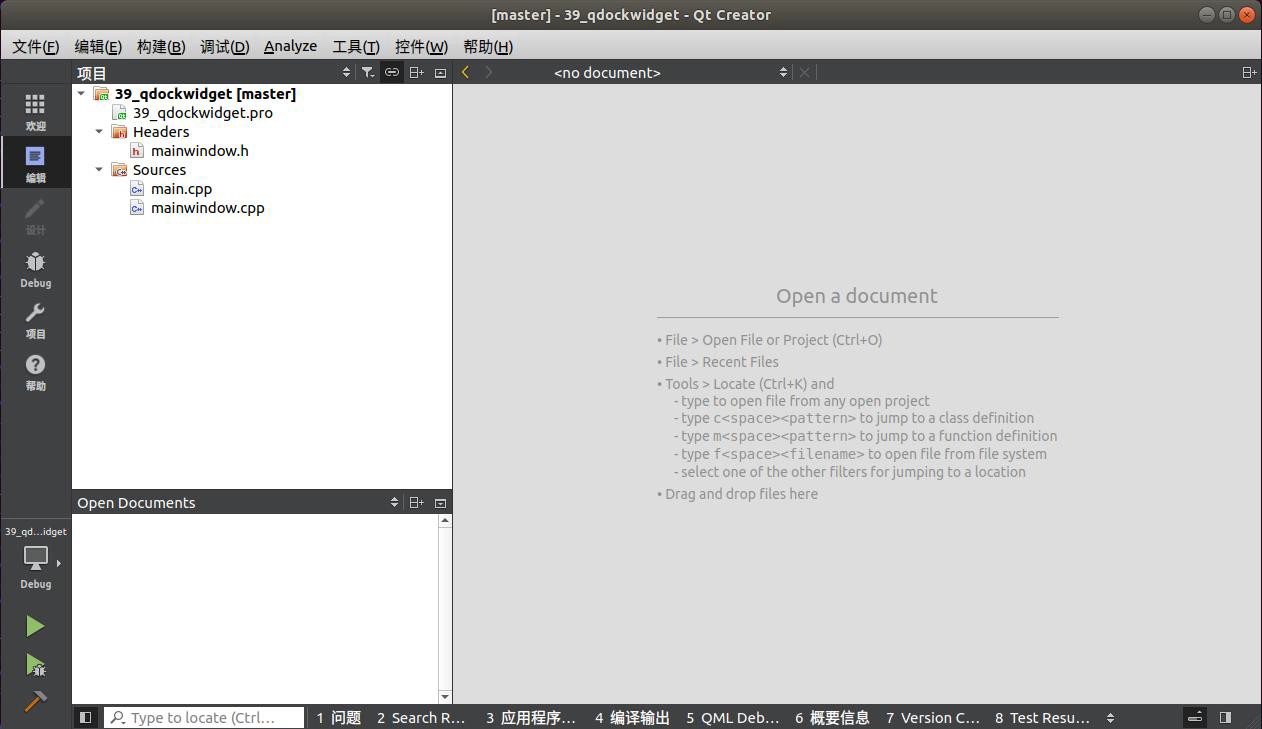 [master] - 39_qdockwidget - Qt Creator
文件(F) 编辑(E) 构建(B) 调试(D) Analyze 工具(T) 控件(W) 帮助(H)
项目
<no document>
欢迎
编辑
设计
Debug
项目
帮助
39_qdockwidget [master]
39_qdockwidget.pro
Headers
mainwindow.h
Sources
main.cpp
mainwindow.cpp
Open a document
• File > Open File or Project (Ctrl+O)
• File > Recent Files
• Tools > Locate (Ctrl+K) and
- type to open file from any open project
- type c<space><pattern> to jump to a class definition
- type m<space><pattern> to jump to a function definition
- type f<space><filename> to open file from file system
- select one of the other filters for jumping to a location
• Drag and drop files here
Open Documents
39_qd...idget
Debug
Type to locate (Ctrl... 1 问题 2 Search R... 3 应用程序... 4 编译输出 5 QML Deb... 6 概要信息 7 Version C... 8 Test Resu...